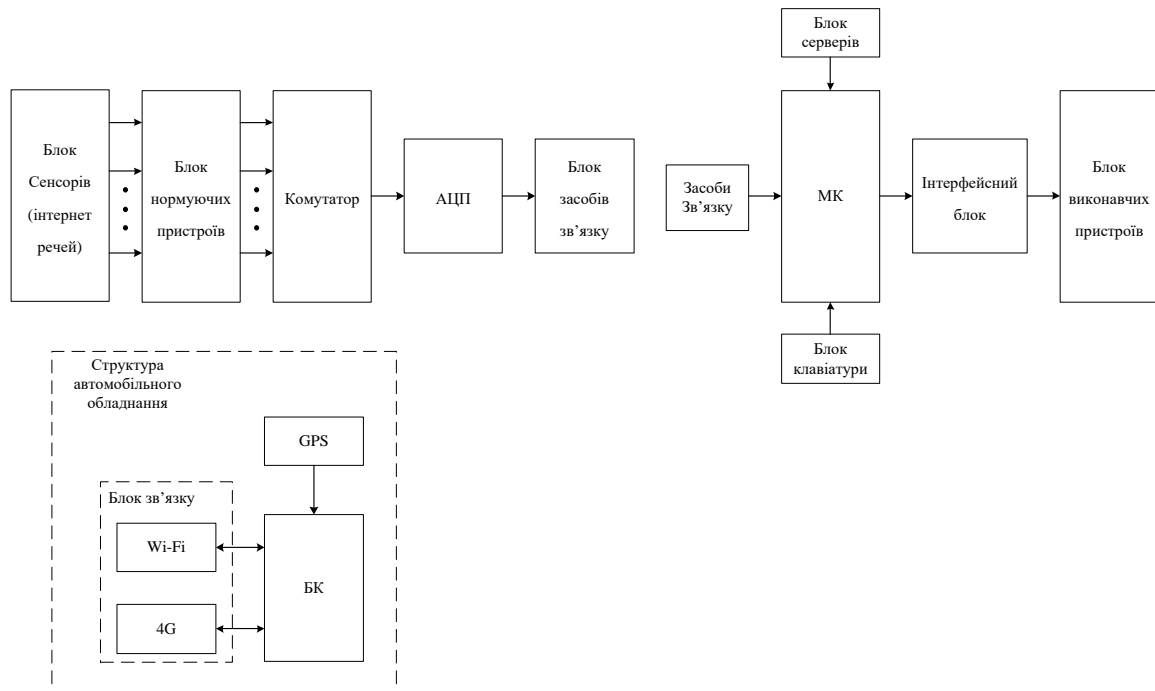 Блок
серверів
Блок
Сенсорів
(інтернет
речей)
Блок
нормуючих
пристроїв
Комутатор
АЦП
Блок
засобів
зв’язку
Засоби
Зв’язку
МК
Інтерфейсний
блок
Блок
виконавчих
пристроїв
Блок
клавіатури
Структура
автомобільного
обладнання
GPS
Блок зв’язку
Wi-Fi
БК
4G